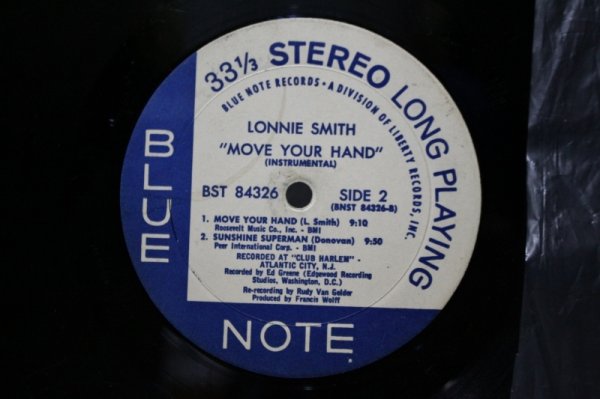 33 1/3 STEREO LONG PLAYING
BLUE NOTE RECORDS • A DIVISION OF LIBERTY RECORDS, INC.
LONNIE SMITH
"MOVE YOUR HAND"
(INSTRUMENTAL)
BST 84326 SIDE 2
(BNST 84326-B)
1. MOVE YOUR HAND (L. Smith) 9:10
Roosevelt Music Co., Inc. - BMI
2. SUNSHINE SUPERMAN (Donovan) 9:50
Peer International Corp. - BMI
RECORDED AT "CLUB HARLEM" -
ATLANTIC CITY, N.J.
Recorded by Ed Greene (Edgewood Recording
Studios, Washington, D.C.)
Re-recording by Rudy Van Gelder
Produced by Francis Wolff
BLUE
NOTE